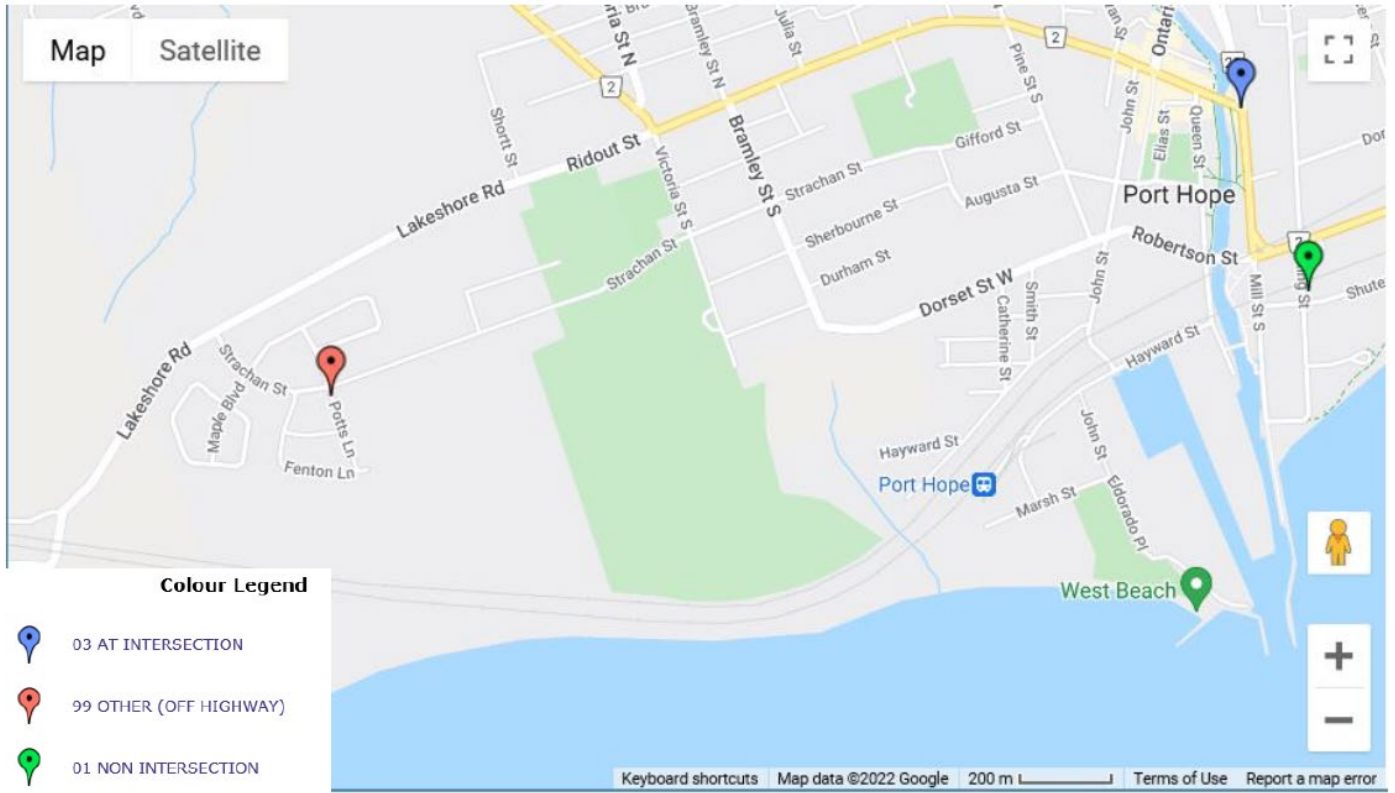 Map
Satellite
ria St N
Bramley St N
Julia St
Pine St S
2
Ontari
John St
Elias St
Queen St
2
Shortt St
Ridout St
Victoria St S
Bramley St S
Gifford St
Strachan St
Augusta St
Port Hope
Lakeshore Rd
Sherbourne St
Robertson St
2
Strachan St
Durham St
Dorset St W
John St
Mill St S
Shute
Catherine St
Smith St
Hayward St
Lakeshore Rd
Strachan St
Maple Blvd
Potts Ln
Fenton Ln
Hayward St
John St
Port Hope
Marsh St
Eldorado Pl
West Beach
Colour Legend
03 AT INTERSECTION
99 OTHER (OFF HIGHWAY)
01 NON INTERSECTION
+
−
Keyboard shortcuts Map data ©2022 Google 200 m Terms of Use Report a map error